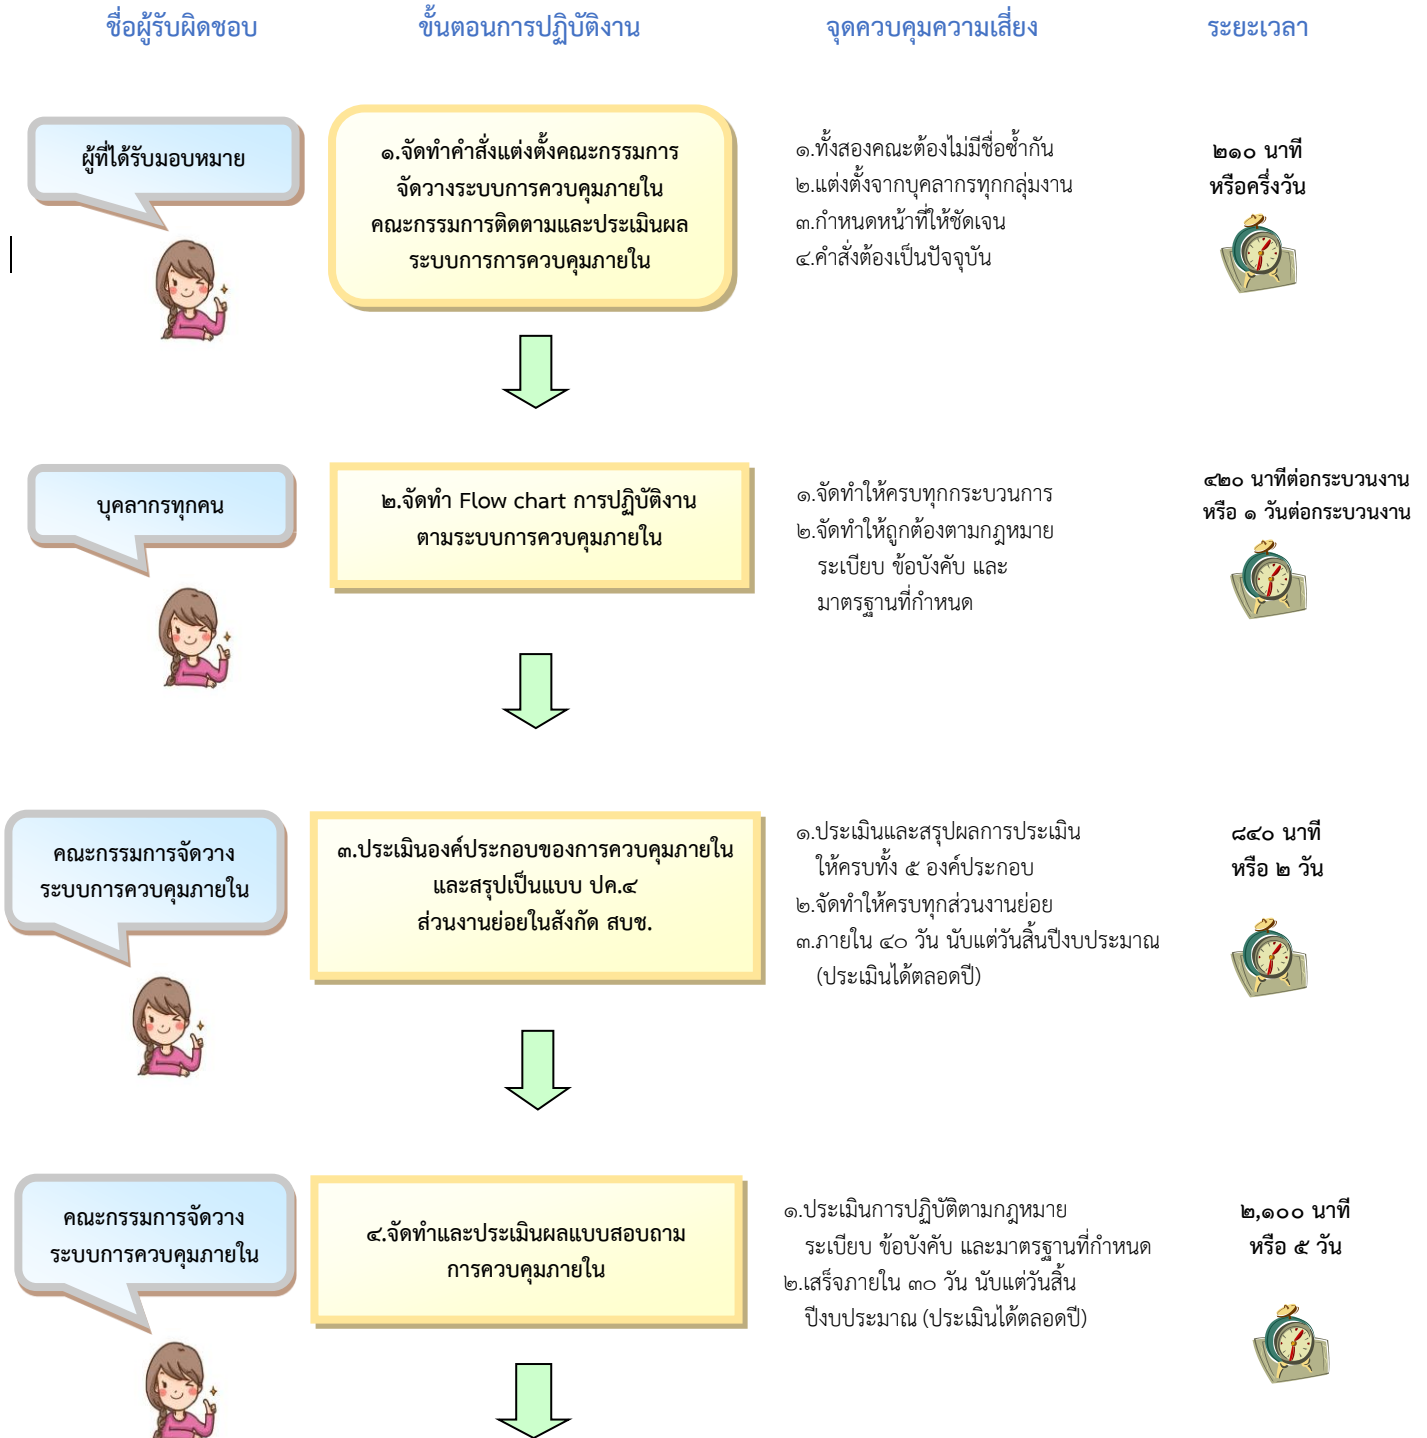 ชื่อผู้รับผิดชอบ
ขั้นตอนการปฏิบัติงาน
จุดควบคุมความเสี่ยง
ระยะเวลา
ผู้ที่ได้รับมอบหมาย
๑.จัดทำคำสั่งแต่งตั้งคณะกรรมการ
จัดวางระบบการควบคุมภายใน
คณะกรรมการติดตามและประเมินผล
ระบบการการควบคุมภายใน
๑.ทั้งสองคณะต้องไม่มีชื่อซ้ำกัน
๒.แต่งตั้งจากบุคลากรทุกกลุ่มงาน
๓.กำหนดหน้าที่ให้ชัดเจน
๔.คำสั่งต้องเป็นปัจจุบัน
๒๑๐ นาที
หรือครึ่งวัน
บุคลากรทุกคน
๒.จัดทำ Flow chart การปฏิบัติงาน
ตามระบบการควบคุมภายใน
๑.จัดทำให้ครบทุกกระบวนการ
๒.จัดทำให้ถูกต้องตามกฎหมาย
ระเบียบ ข้อบังคับ และ
มาตรฐานที่กำหนด
๔๒๐ นาทีต่อกระบวนงาน
หรือ ๑ วันต่อกระบวนงาน
คณะกรรมการจัดวาง
ระบบการควบคุมภายใน
๓.ประเมินองค์ประกอบของการควบคุมภายใน
และสรุปเป็นแบบ ปค.๔
ส่วนงานย่อยในสังกัด สบช.
๑.ประเมินและสรุปผลการประเมิน
ให้ครบทั้ง ๕ องค์ประกอบ
๒.จัดทำให้ครบทุกส่วนงานย่อย
๓.ภายใน ๔๐ วัน นับแต่วันสิ้นปีงบประมาณ
(ประเมินได้ตลอดปี)
๘๔๐ นาที
หรือ ๒ วัน
คณะกรรมการจัดวาง
ระบบการควบคุมภายใน
๔.จัดทำและประเมินผลแบบสอบถาม
การควบคุมภายใน
๑.ประเมินการปฏิบัติตามกฎหมาย
ระเบียบ ข้อบังคับ และมาตรฐานที่กำหนด
๒.เสร็จภายใน ๓๐ วัน นับแต่วันสิ้น
ปีงบประมาณ (ประเมินได้ตลอดปี)
๒,๑๐๐ นาที
หรือ ๕ วัน